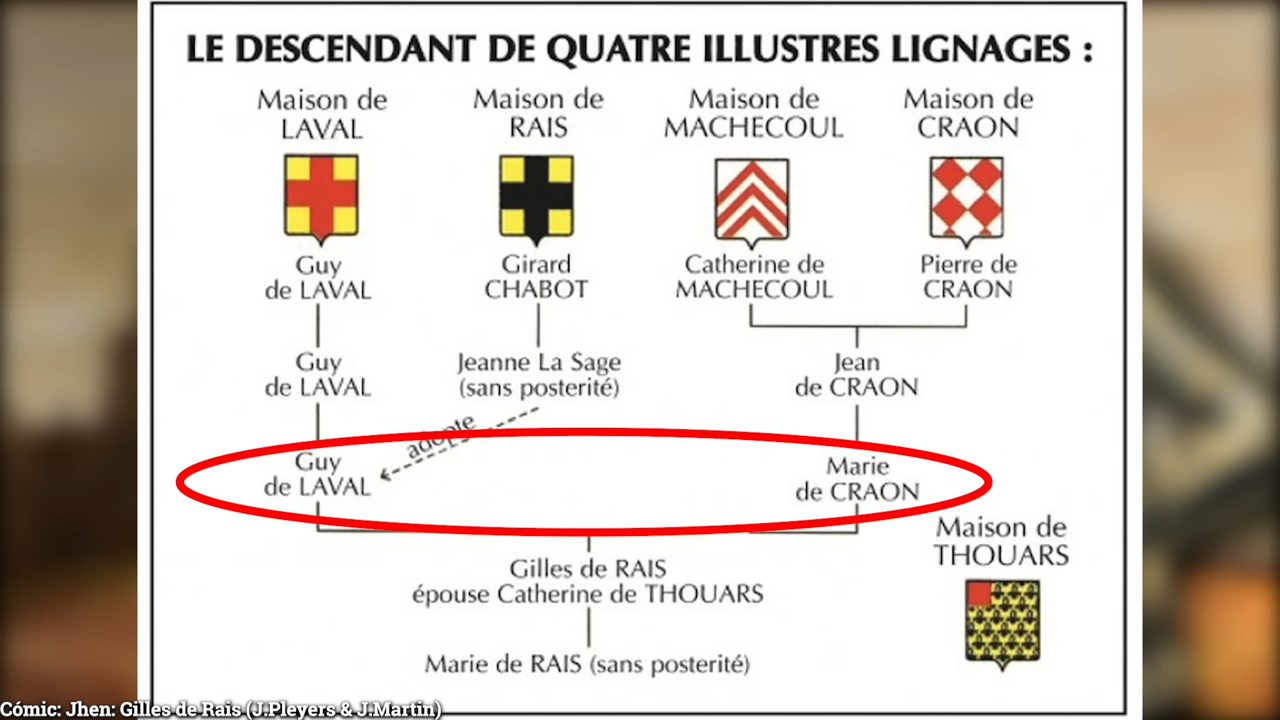 LE DESCENDANT DE QUATRE ILLUSTRES LIGNAGES :
Maison de
LAVAL
Maison de
RAIS
Maison de
MACHECOUL
Maison de
CRAON
Guy
de LAVAL
Girard
CHABOT
Catherine de
MACHECOUL
Pierre de
CRAON
Guy
de LAVAL
Jeanne La Sage
(sans posterité)
Jean
de CRAON
adopte
Guy
de LAVAL
Marie
de CRAON
Maison de
THOUARS
Gilles de RAIS
épouse Catherine de THOUARS
Marie de RAIS (sans posterité)
Cómic: Jhen: Gilles de Rais (J.Pleyers & J.Martin)